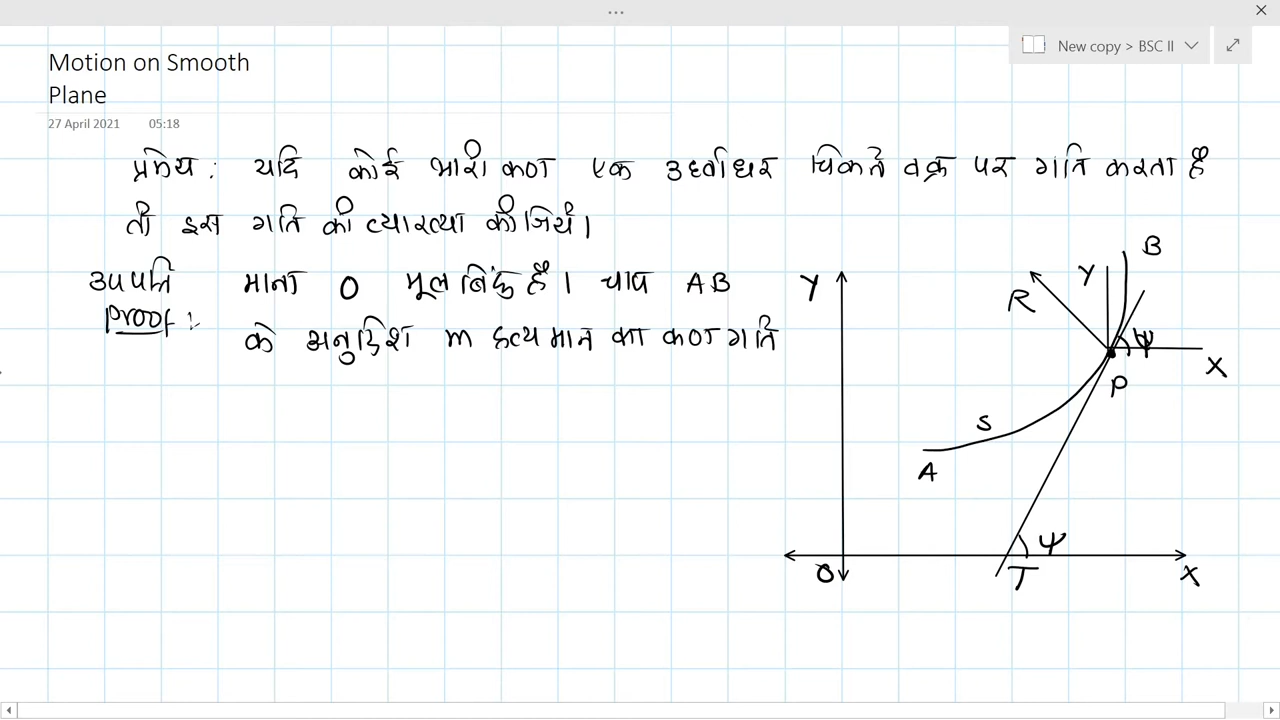 New copy > BSC II
Motion on Smooth
Plane
27 April 2021 05:18
प्रमेय : यदि कोई भारी कण एक उर्ध्वाधर चिकने वक्र पर गति करता है
तो इस गति की व्याख्या कीजिये।
उपपत्ति माना O मूल बिंदु है। चाप AB
Proof : के अनुदिश m द्रव्यमान का कण गति
B
Y
Y
R
ψ
X
P
S
A
ψ
O
T
X